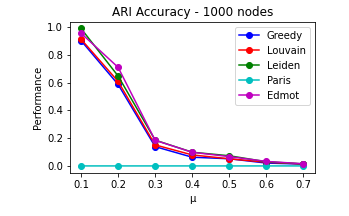 ARI Accuracy - 1000 nodes
Performance
1.0
0.8
0.6
0.4
0.2
0.0
Greedy
Louvain
Leiden
Paris
Edmot
0.1 0.2 0.3 0.4 0.5 0.6 0.7
μ